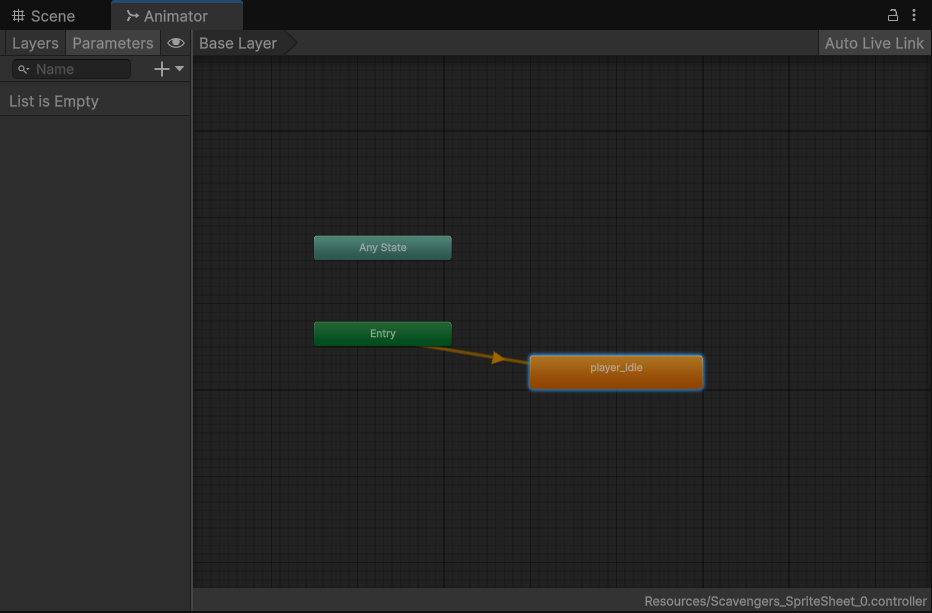 Scene
Animator
Layers Parameters Base Layer Auto Live Link
Name
List is Empty
Any State
Entry
player_idle
Resources/Scavengers_SpriteSheet_0.controller